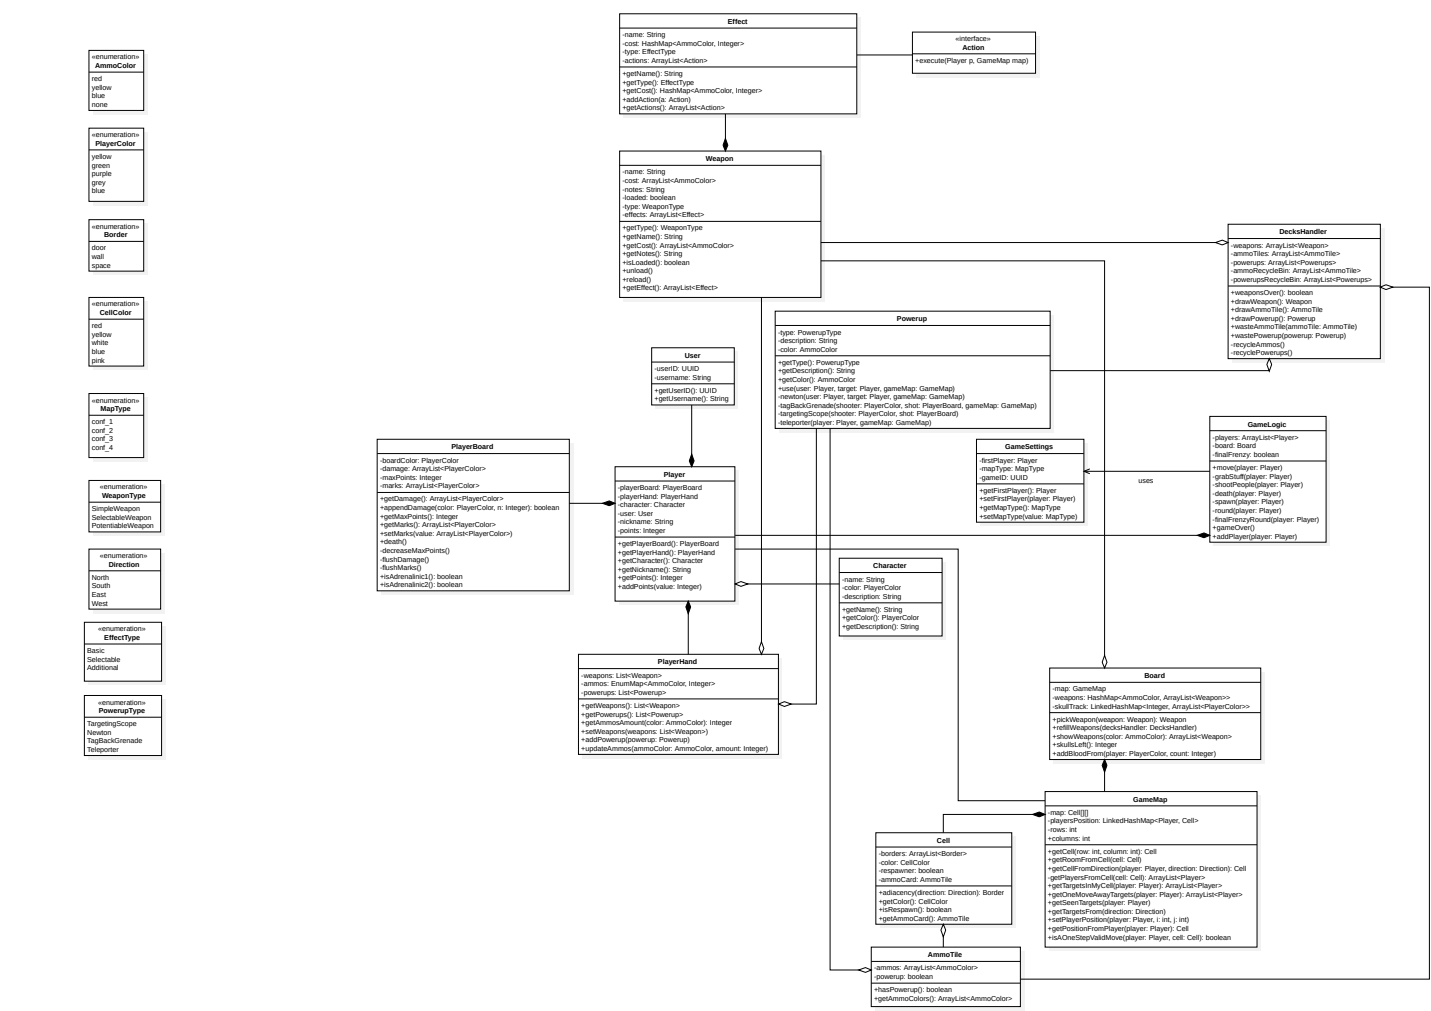 «enumeration»
AmmoColor
red
yellow
blue
none
«enumeration»
PlayerColor
yellow
green
purple
grey
blue
«enumeration»
Border
door
wall
space
«enumeration»
CellColor
red
yellow
white
blue
pink
«enumeration»
MapType
conf_1
conf_2
conf_3
conf_4
«enumeration»
WeaponType
SimpleWeapon
SelectableWeapon
PotentiableWeapon
«enumeration»
Direction
North
South
East
West
«enumeration»
EffectType
Basic
Selectable
Additional
«enumeration»
PowerupType
TargetingScope
Newton
TagBackGrenade
Teleporter
Effect
-name: String
-cost: HashMap<AmmoColor, Integer>
-type: EffectType
-actions: ArrayList<Action>
+getName(): String
+getType(): EffectType
+getCost(): HashMap<AmmoColor, Integer>
+addAction(a: Action)
+getActions(): ArrayList<Action>
«interface»
Action
+execute(Player p, GameMap map)
Weapon
-name: String
-cost: ArrayList<AmmoColor>
-notes: String
-loaded: boolean
-type: WeaponType
-effects: ArrayList<Effect>
+getType(): WeaponType
+getName(): String
+getCost(): ArrayList<AmmoColor>
+getNotes(): String
+isLoaded(): boolean
+unload()
+reload()
+getEffect(): ArrayList<Effect>
DecksHandler
-weapons: ArrayList<Weapon>
-ammoTiles: ArrayList<AmmoTile>
-powerups: ArrayList<Powerups>
-ammoRecycleBin: ArrayList<AmmoTile>
-powerupsRecycleBin: ArrayList<Powerups>
+weaponsOver(): boolean
+drawWeapon(): Weapon
+drawAmmoTile(): AmmoTile
+drawPowerup(): Powerup
+wasteAmmoTile(ammoTile: AmmoTile)
+wastePowerup(powerup: Powerup)
-recycleAmmos()
-recyclePowerups()
Powerup
-type: PowerupType
-description: String
-color: AmmoColor
+getType(): PowerupType
+getDescription(): String
+getColor(): AmmoColor
+use(user: Player, target: Player, gameMap: GameMap)
-newton(user: Player, target: Player, gameMap: GameMap)
-tagBackGrenade(shooter: PlayerColor, shot: PlayerBoard, gameMap: GameMap)
-targetingScope(shooter: PlayerColor, shot: PlayerBoard)
-teleporter(player: Player, gameMap: GameMap)
User
-userID: UUID
-username: String
+getUserID(): UUID
+getUsername(): String
PlayerBoard
-boardColor: PlayerColor
-damage: ArrayList<PlayerColor>
-maxPoints: Integer
-marks: ArrayList<PlayerColor>
+getDamage(): ArrayList<PlayerColor>
+appendDamage(color: PlayerColor, n: Integer): boolean
+getMaxPoints(): Integer
+getMarks(): ArrayList<PlayerColor>
+setMarks(value: ArrayList<PlayerColor>)
+death()
-decreaseMaxPoints()
-flushDamage()
-flushMarks()
+isAdrenalinic1(): boolean
+isAdrenalinic2(): boolean
Player
-playerBoard: PlayerBoard
-playerHand: PlayerHand
-character: Character
-user: User
-nickname: String
-points: Integer
+getPlayerBoard(): PlayerBoard
+getPlayerHand(): PlayerHand
+getCharacter(): Character
+getNickname(): String
+getPoints(): Integer
+addPoints(value: Integer)
GameSettings
-firstPlayer: Player
-mapType: MapType
-gameID: UUID
+getFirstPlayer(): Player
+setFirstPlayer(player: Player)
+getMapType(): MapType
+setMapType(value: MapType)
uses
GameLogic
-players: ArrayList<Player>
-board: Board
-finalFrenzy: boolean
+move(player: Player)
-grabStuff(player: Player)
-shootPeople(player: Player)
-death(player: Player)
-spawn(player: Player)
-round(player: Player)
-finalFrenzyRound(player: Player)
+gameOver()
+addPlayer(player: Player)
Character
-name: String
-color: PlayerColor
-description: String
+getName(): String
+getColor(): PlayerColor
+getDescription(): String
PlayerHand
-weapons: List<Weapon>
-ammos: EnumMap<AmmoColor, Integer>
-powerups: List<Powerup>
+getWeapons(): List<Weapon>
+getPowerups(): List<Powerup>
+getAmmosAmount(color: AmmoColor): Integer
+setWeapons(weapons: List<Weapon>)
+addPowerup(powerup: Powerup)
+updateAmmos(ammoColor: AmmoColor, amount: Integer)
Board
-map: GameMap
-weapons: HashMap<AmmoColor, ArrayList<Weapon>>
-skullTrack: LinkedHashMap<Integer, ArrayList<PlayerColor>>
+pickWeapon(weapon: Weapon): Weapon
+refillWeapons(decksHandler: DecksHandler)
+showWeapons(color: AmmoColor): ArrayList<Weapon>
+skullsLeft(): Integer
+addBloodFrom(player: PlayerColor, count: Integer)
GameMap
-map: Cell[][]
-playersPosition: LinkedHashMap<Player, Cell>
-rows: int
+columns: int
+getCell(row: int, column: int): Cell
+getRoomFromCell(cell: Cell)
+getCellFromDirection(player: Player, direction: Direction): Cell
-getPlayersFromCell(cell: Cell): ArrayList<Player>
+getTargetsInMyCell(player: Player): ArrayList<Player>
+getOneMoveAwayTargets(player: Player): ArrayList<Player>
+getSeenTargets(player: Player)
+getTargetsFrom(direction: Direction)
+setPlayerPosition(player: Player, i: int, j: int)
+getPositionFromPlayer(player: Player): Cell
+isAOneStepValidMove(player: Player, cell: Cell): boolean
Cell
-borders: ArrayList<Border>
-color: CellColor
-respawner: boolean
-ammoCard: AmmoTile
+adiacency(direction: Direction): Border
+getColor(): CellColor
+isRespawn(): boolean
+getAmmoCard(): AmmoTile
AmmoTile
-ammos: ArrayList<AmmoColor>
-powerup: boolean
+hasPowerup(): boolean
+getAmmoColors(): ArrayList<AmmoColor>